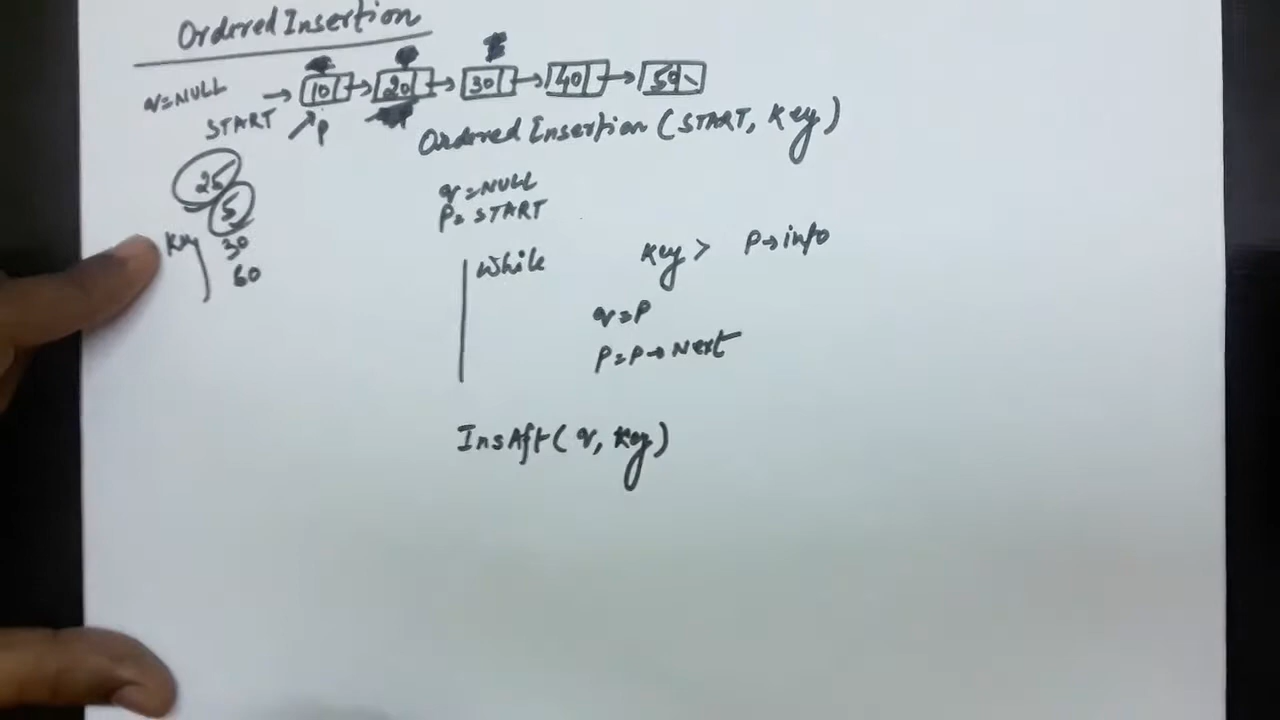 Ordered Insertion
q=NULL
START → 10 → 20 → 30 → 40 → 50
P
Ordered Insertion (START, Key)
25
5
Key 30
60
q=NULL
P= START
While Key > P→info
q=P
P=P→Next
InsAft(q, Key)